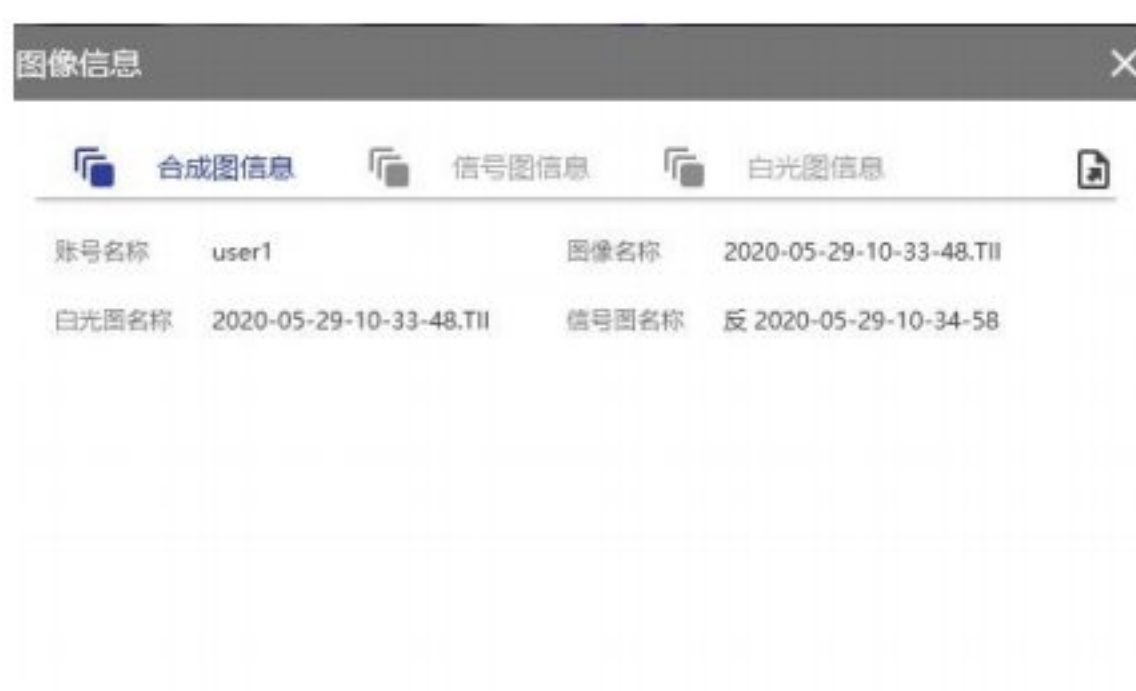 图像信息
合成图信息 信号图信息 白光图信息
账号名称 user1 图像名称 2020-05-29-10-33-48.TII
白光图名称 2020-05-29-10-33-48.TII 信号图名称 反 2020-05-29-10-34-58